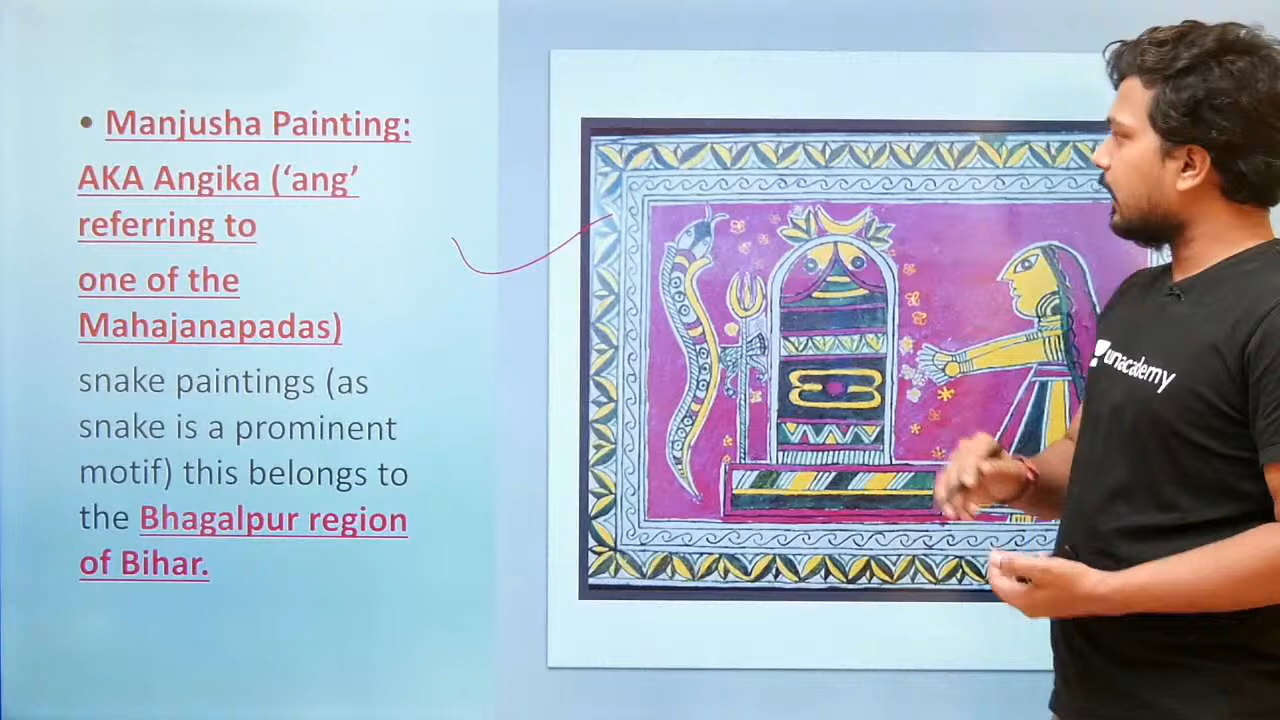 • Manjusha Painting:
AKA Angika (‘ang’
referring to
one of the
Mahajanapadas)
snake paintings (as
snake is a prominent
motif) this belongs to
the Bhagalpur region
of Bihar.
unacademy